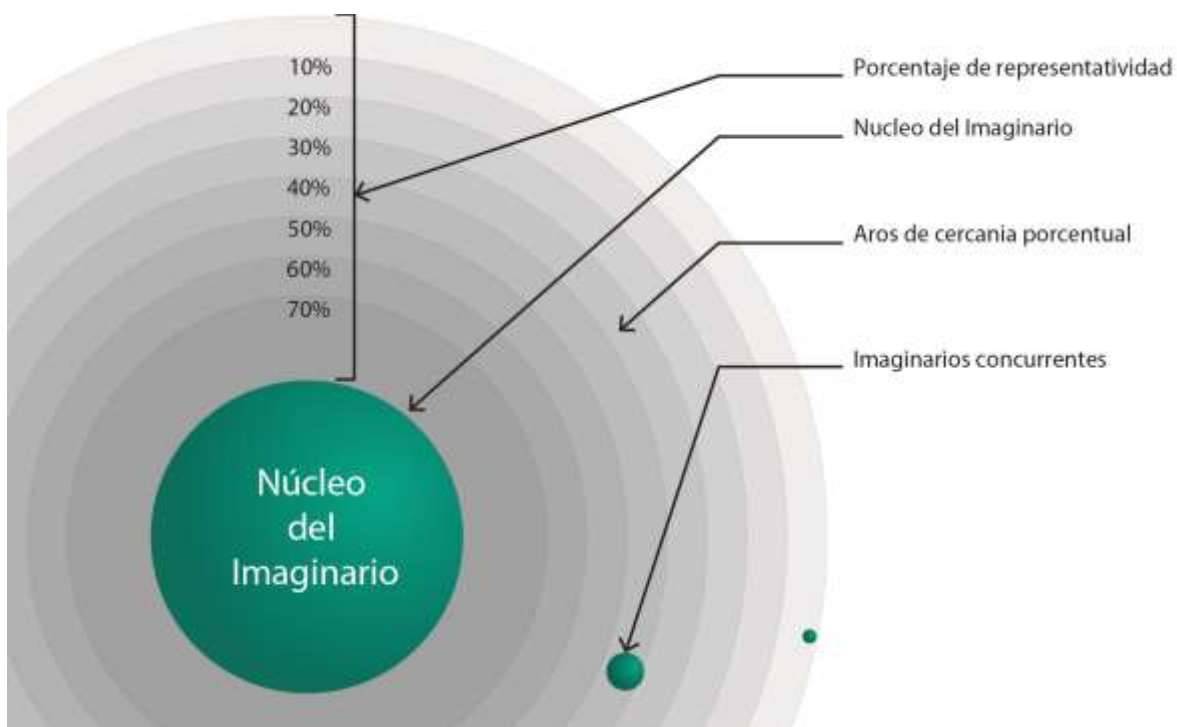 10%
20%
30%
40%
50%
60%
70%
Porcentaje de representatividad
Nucleo del Imaginario
Aros de cercania porcentual
Imaginarios concurrentes
Núcleo
del
Imaginario